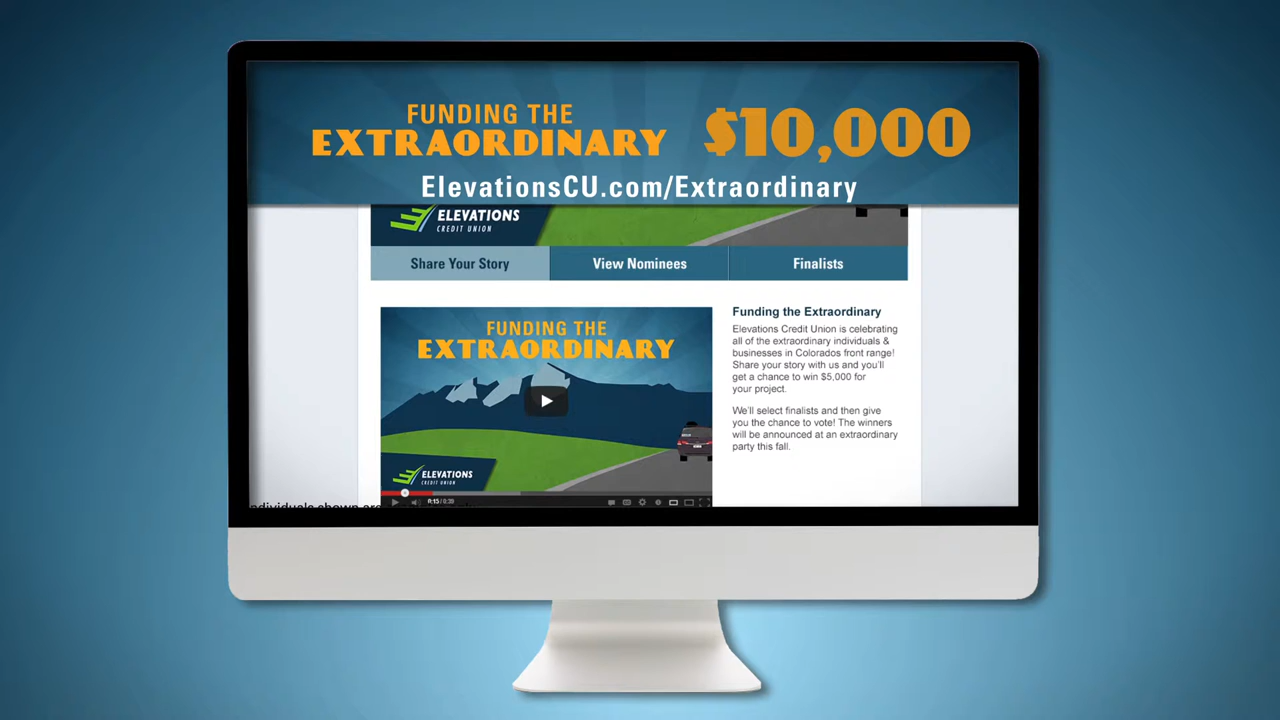 FUNDING THE
EXTRAORDINARY
$10,000
ElevationsCU.com/Extraordinary
ELEVATIONS
CREDIT UNION
Share Your Story
View Nominees
Finalists
FUNDING THE
EXTRAORDINARY
ELEVATIONS
CREDIT UNION
0:15 / 0:39
Funding the Extraordinary
Elevations Credit Union is celebrating
all of the extraordinary individuals &
businesses in Colorados front range!
Share your story with us and you'll
get a chance to win $5,000 for
your project.
We'll select finalists and then give
you the chance to vote! The winners
will be announced at an extraordinary
party this fall.